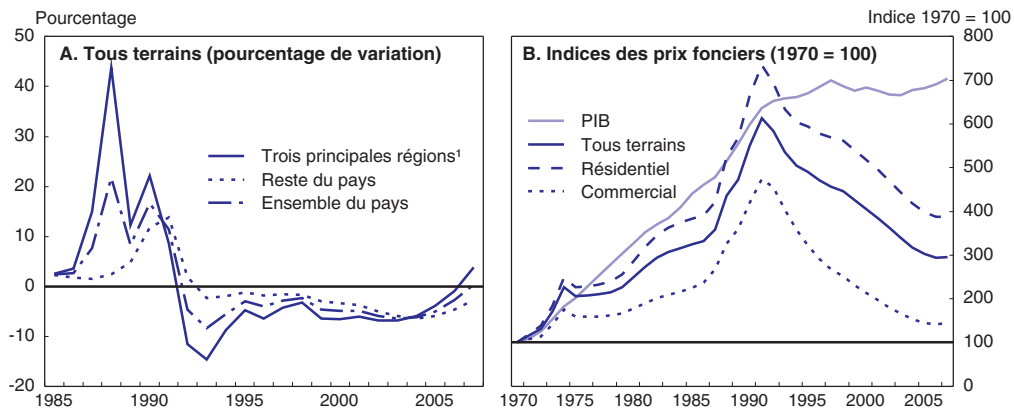 Pourcentage
Indice 1970 = 100
A. Tous terrains (pourcentage de variation)
50
40
30
20
10
0
-10
-20
Trois principales régions¹
Reste du pays
Ensemble du pays
1985
1990
1995
2000
2005
B. Indices des prix fonciers (1970 = 100)
PIB
Tous terrains
Résidentiel
Commercial
800
700
600
500
400
300
200
100
0
1970
1975
1980
1985
1990
1995
2000
2005